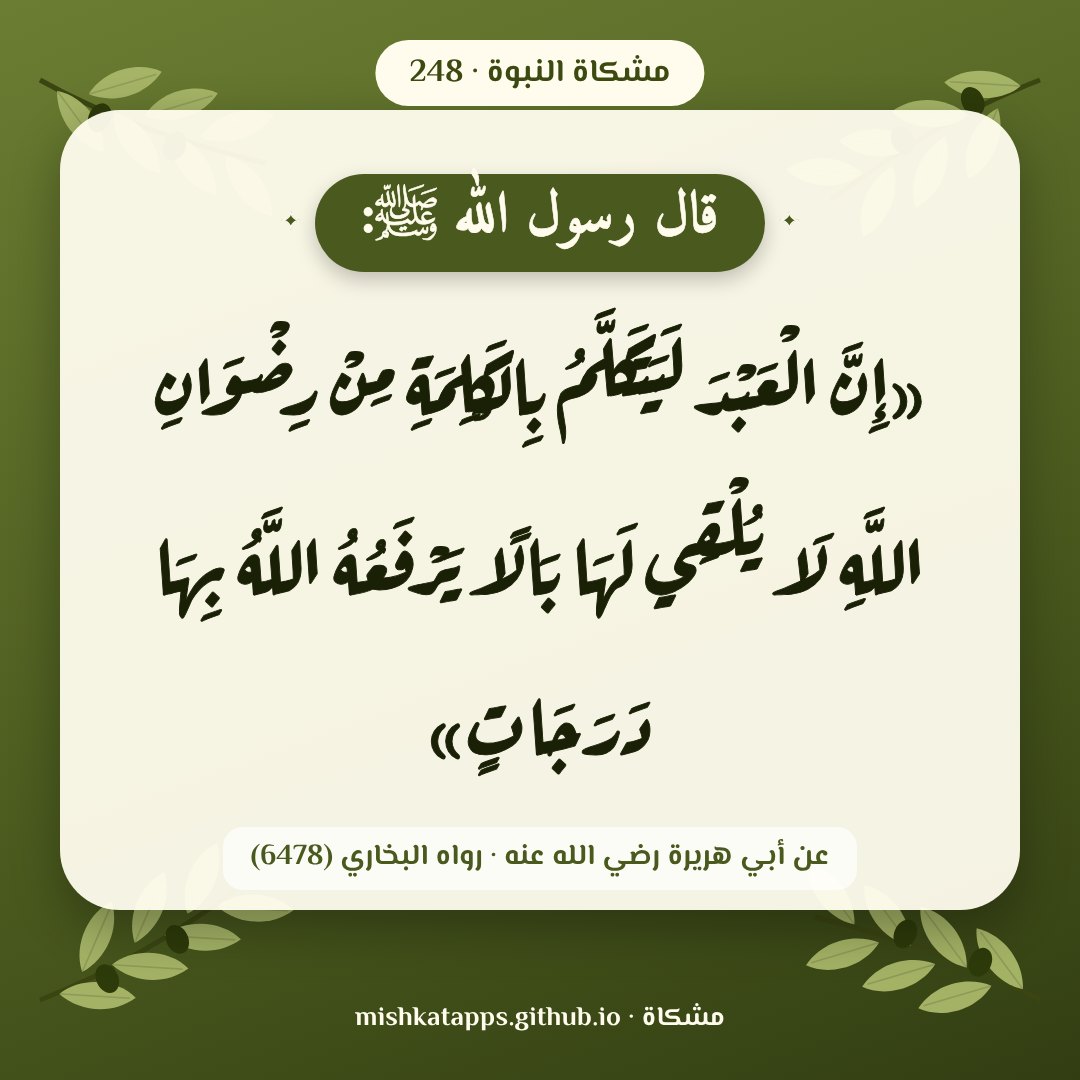 مشكاة النبوة · 248
قال رسول الله ﷺ:
«إِنَّ الْعَبْدَ لَيَتَكَلَّمُ بِالْكَلِمَةِ مِنْ رِضْوَانِ
اللَّهِ لَا يُلْقِي لَهَا بَالًا يَرْفَعُهُ اللَّهُ بِهَا
دَرَجَاتٍ»
عن أبي هريرة رضي الله عنه · رواه البخاري (6478)
مشكاة · mishkatapps.github.io